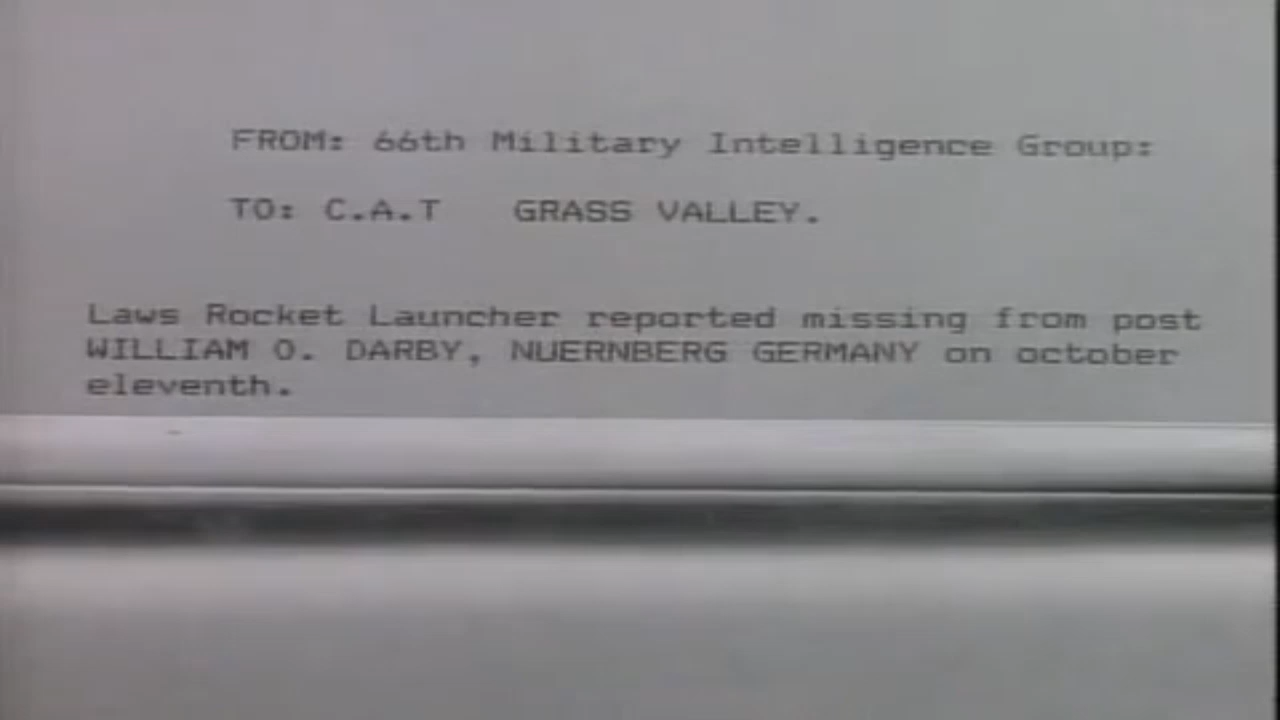 FROM: 66th Military Intelligence Group:
TO: C.A.T GRASS VALLEY.
Laws Rocket Launcher reported missing from post
WILLIAM O. DARBY, NUERNBERG GERMANY on october
eleventh.